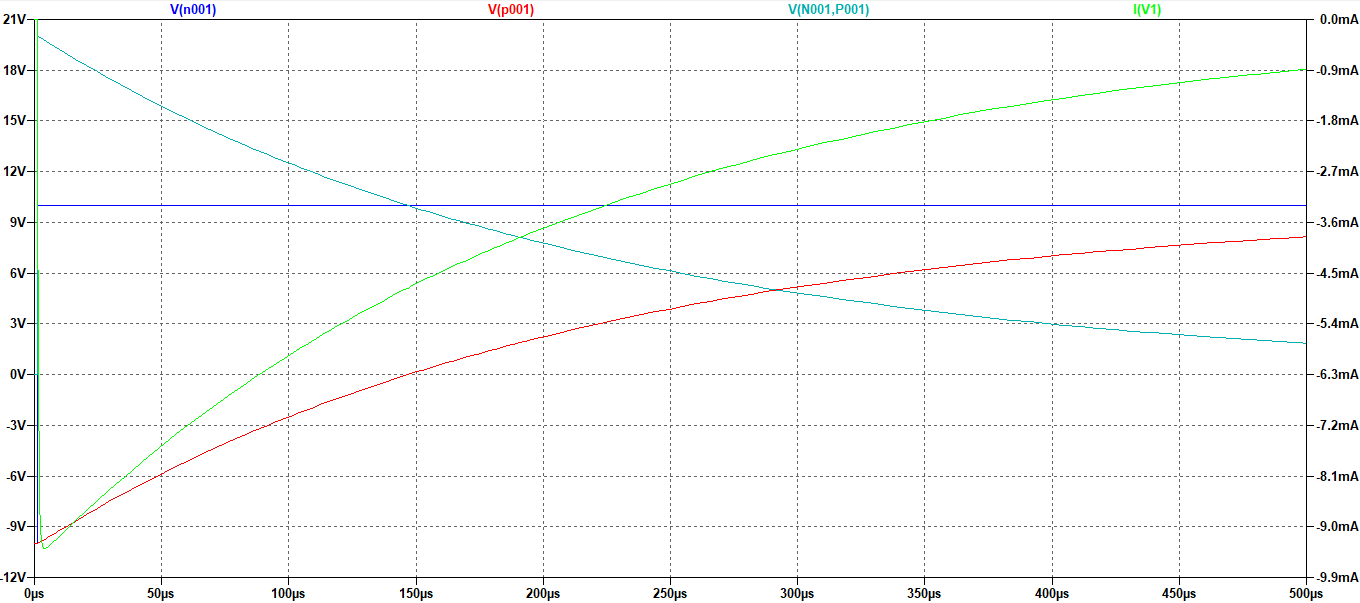 V(n001) V(p001) V(N001,P001) I(V1)
21V 0.0mA
18V -0.9mA
15V -1.8mA
12V -2.7mA
9V -3.6mA
6V -4.5mA
3V -5.4mA
0V -6.3mA
-3V -7.2mA
-6V -8.1mA
-9V -9.0mA
-12V -9.9mA
0µs 50µs 100µs 150µs 200µs 250µs 300µs 350µs 400µs 450µs 500µs